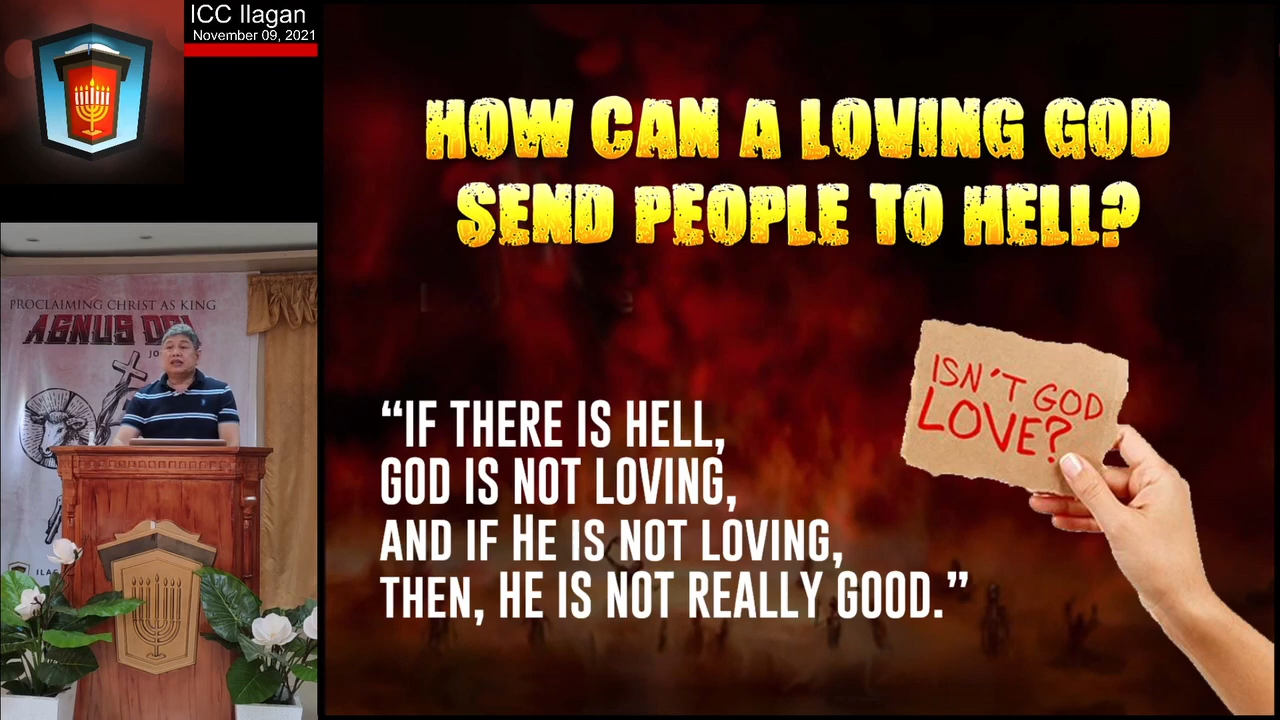 ICC Ilagan
November 09, 2021
PROCLAIMING CHRIST AS KING
AGNUS DEI
JO
ILAG
HOW CAN A LOVING GOD
SEND PEOPLE TO HELL?
ISN'T GOD
LOVE?
“IF THERE IS HELL,
GOD IS NOT LOVING,
AND IF HE IS NOT LOVING,
THEN, HE IS NOT REALLY GOOD.”